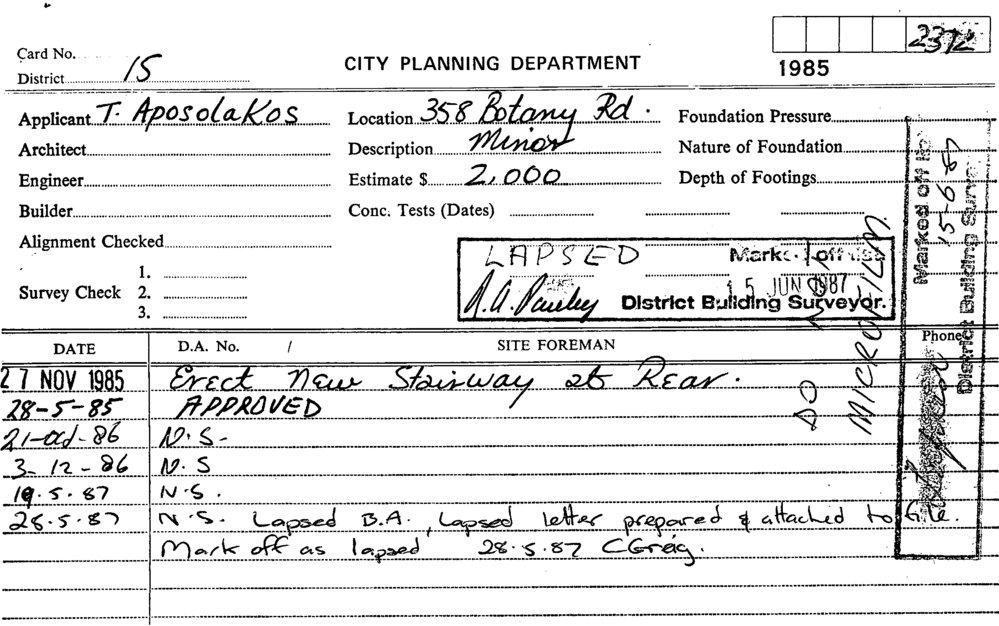 2372
Card No.
District 15
CITY PLANNING DEPARTMENT
1985
Applicant T. Aposolakos
Location 358 Botany Rd.
Foundation Pressure
Architect
Description Minor
Nature of Foundation
Engineer
Estimate $ 2,000
Depth of Footings
Builder
Conc. Tests (Dates)
Alignment Checked
Survey Check
1.
2.
3.
LAPSED
Marked off
15 JUN 1987
District Building Surveyor.
DO
MICROFILM.
Marked off
15-6-87
District Building Surveyor
DATE
D.A. No. /
SITE FOREMAN
Phone
27 NOV 1985 Erect New Stairway at Rear.
28-5-85 APPROVED
21-Oct-86 N.S-
3-12-86 N.S
19.5.87 N.S.
28.5.87 N.S. Lapsed B.A., Lapsed letter prepared & attached to file.
Mark off as lapsed 28.5.87 CGreig.